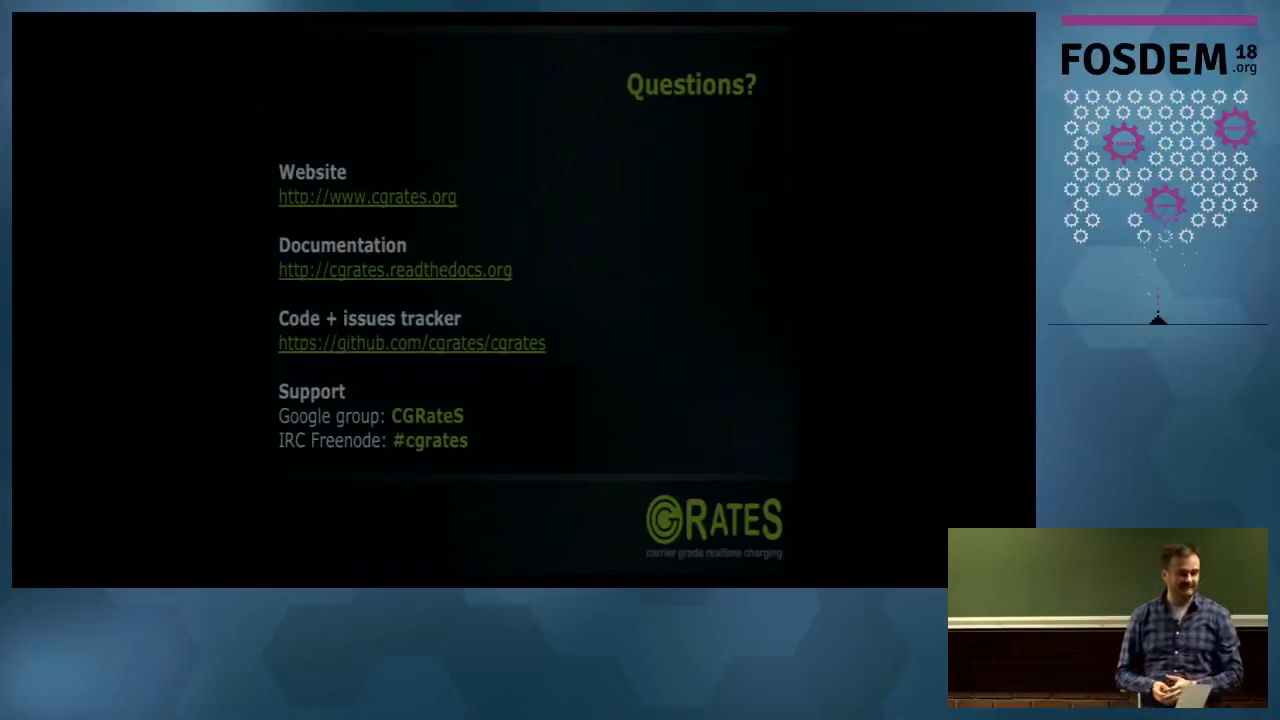 Questions?
Website
http://www.cgrates.org
Documentation
http://cgrates.readthedocs.org
Code + issues tracker
https://github.com/cgrates/cgrates
Support
Google group: CGRateS
IRC Freenode: #cgrates
CGRATES
carrier grade realtime charging
FOSDEM 18
.org